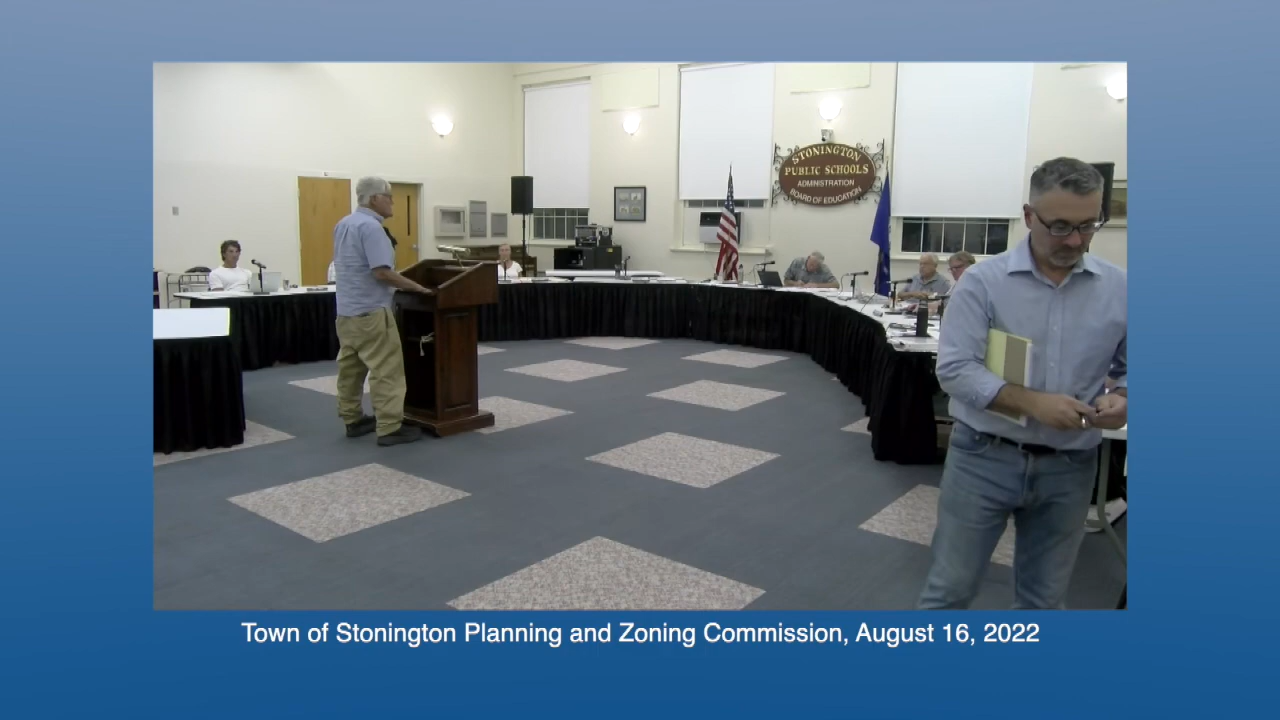 STONINGTON
PUBLIC SCHOOLS
ADMINISTRATION
BOARD OF EDUCATION
Town of Stonington Planning and Zoning Commission, August 16, 2022